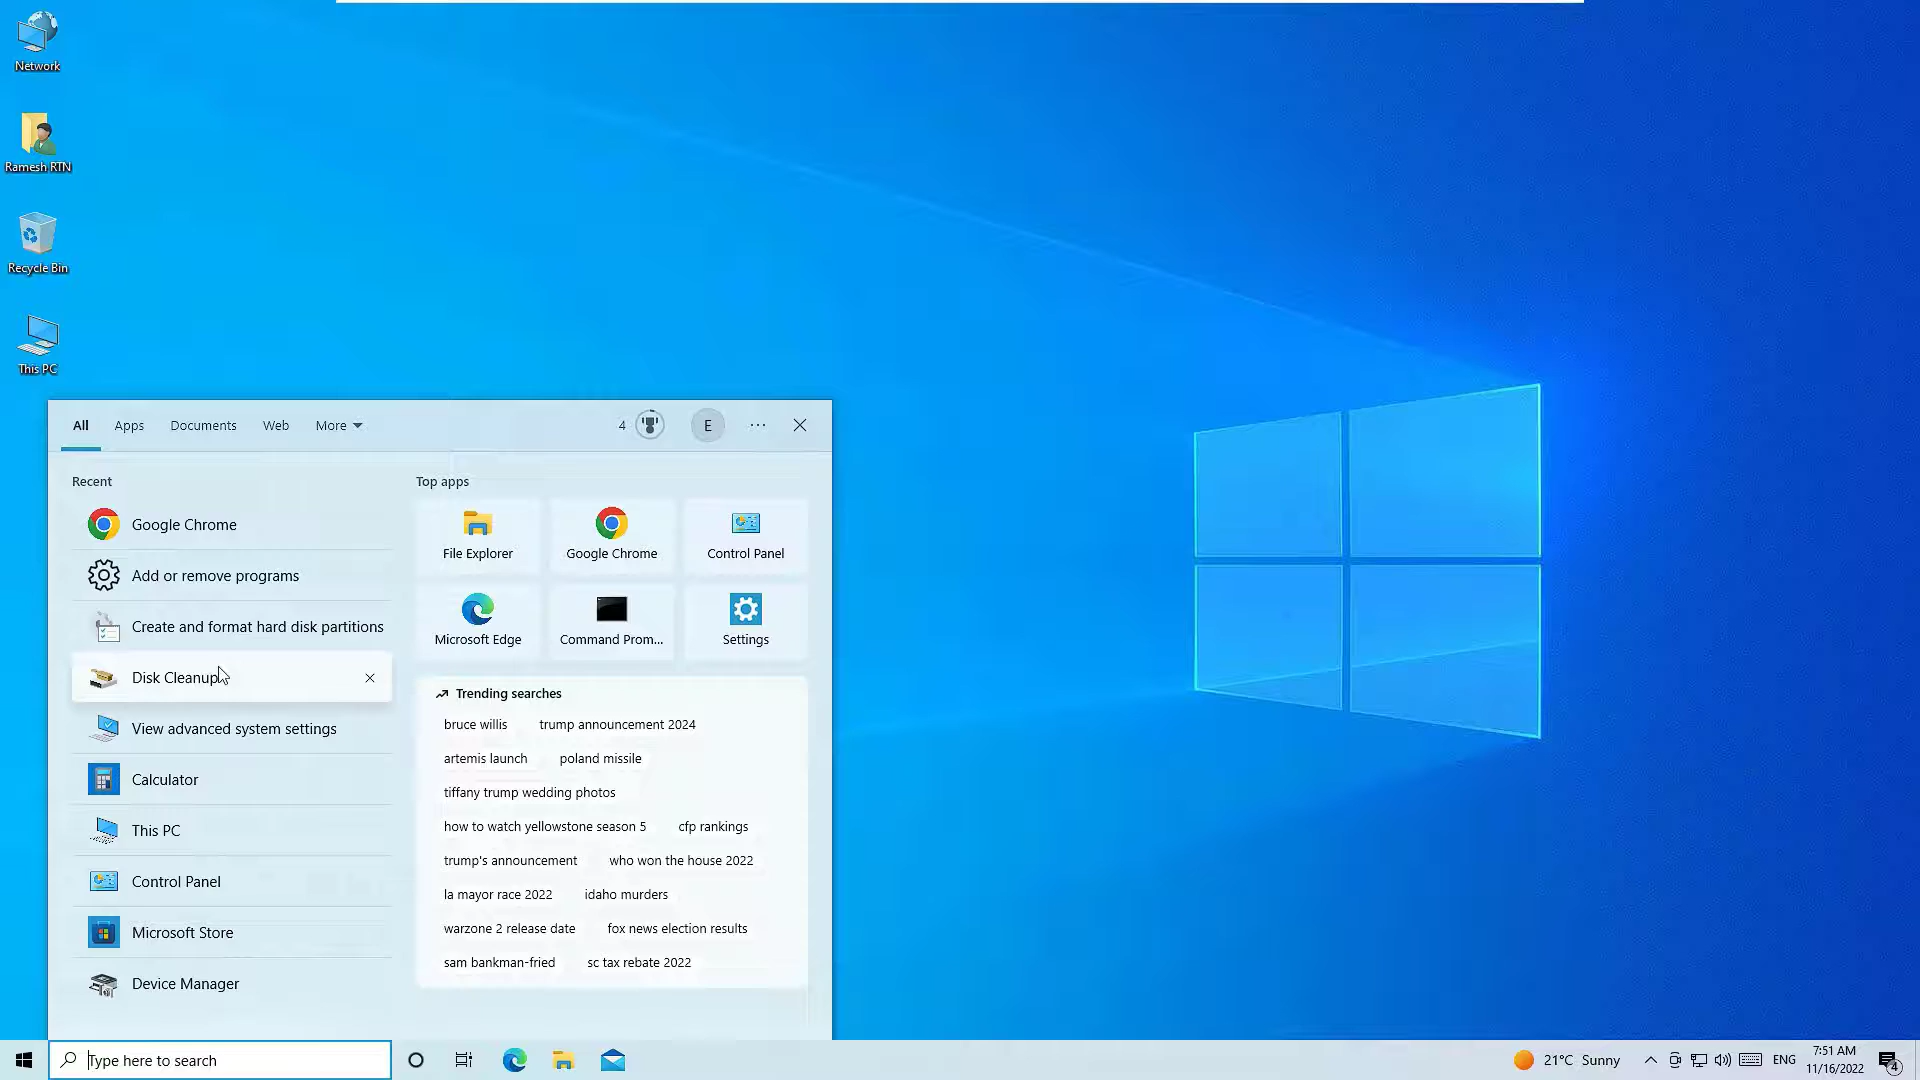 Network
Ramesh RTN
Recycle Bin
This PC
All Apps Documents Web More 4 E ...
Recent
Google Chrome
Add or remove programs
Create and format hard disk partitions
Disk Cleanup
View advanced system settings
Calculator
This PC
Control Panel
Microsoft Store
Device Manager
Top apps
File Explorer Google Chrome Control Panel
Microsoft Edge Command Prom... Settings
Trending searches
bruce willis trump announcement 2024
artemis launch poland missile
tiffany trump wedding photos
how to watch yellowstone season 5 cfp rankings
trump's announcement who won the house 2022
la mayor race 2022 idaho murders
warzone 2 release date fox news election results
sam bankman-fried sc tax rebate 2022
Type here to search
21°C Sunny
ENG
7:51 AM
11/16/2022
4